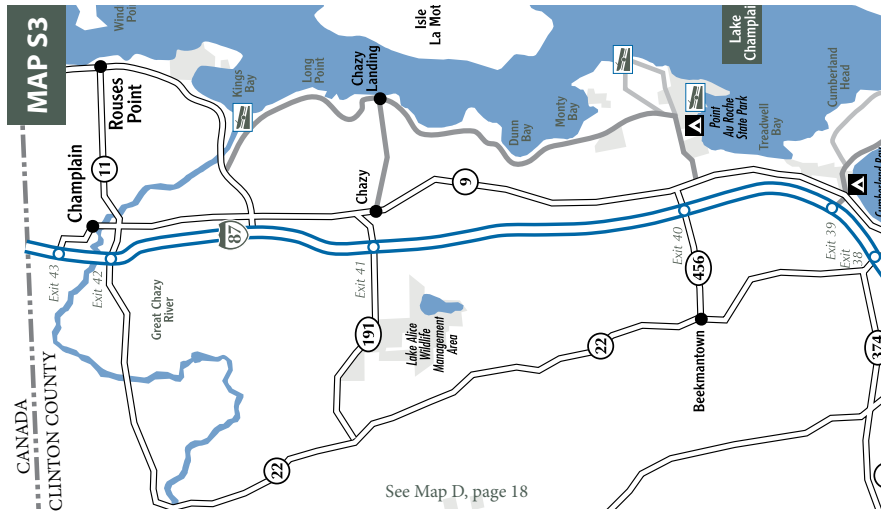 MAP S3
CANADA
CLINTON COUNTY
Rouses
Point
Champlain
11
Exit 43
Exit 42
Great Chazy
River
Kings
Bay
Long
Point
Chazy
Landing
Isle
La Mot
Chazy
9
87
Exit 41
191
Lake Alice
Wildlife
Management
Area
22
22
Dunn
Bay
Monty
Bay
Point
Au Roche
State Park
Treadwell
Bay
Lake
Champlai
Cumberland
Head
Exit 40
456
Beekmantown
Exit 39
Exit
38
374
See Map D, page 18